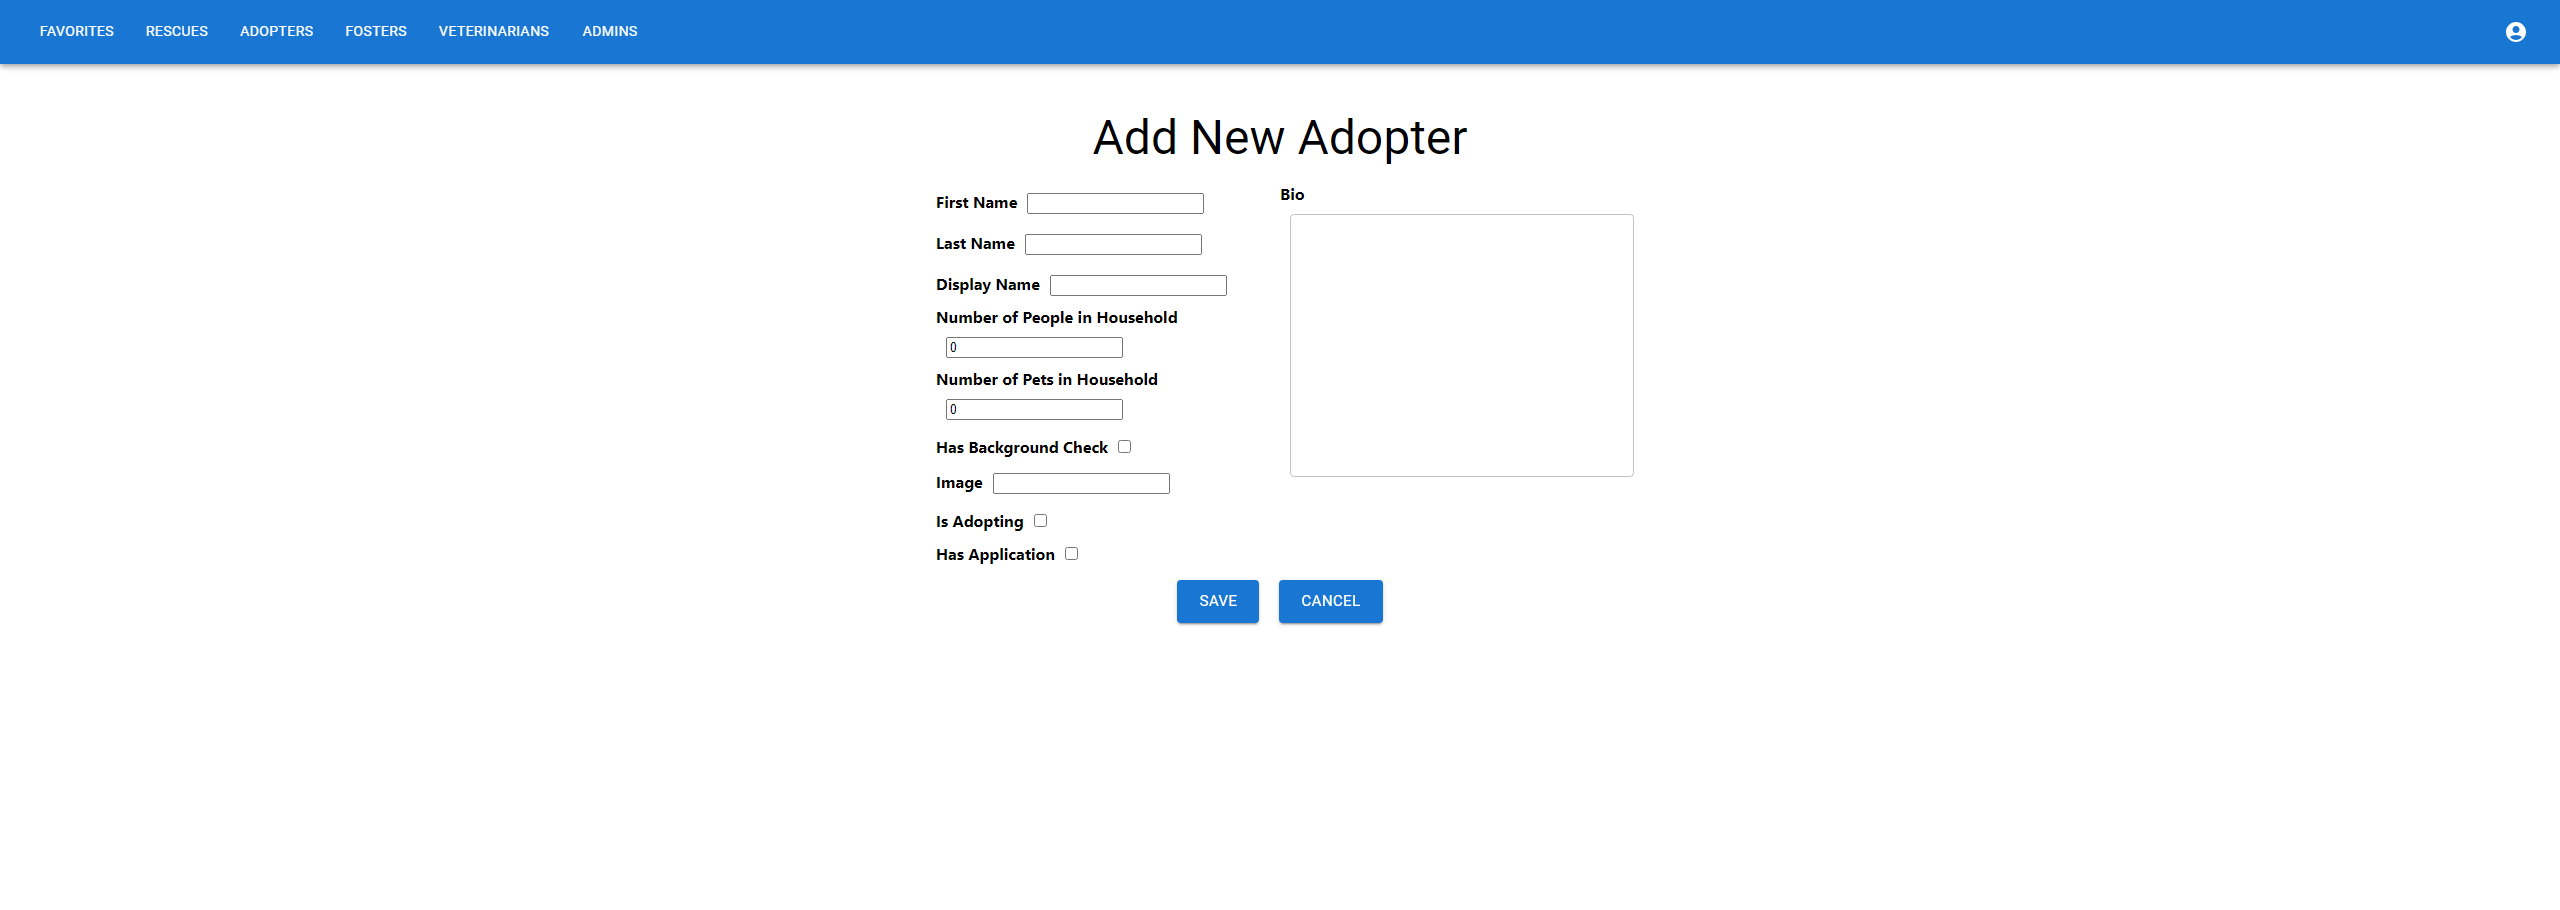 FAVORITES RESCUES ADOPTERS FOSTERS VETERINARIANS ADMINS
Add New Adopter
First Name
Last Name
Display Name
Number of People in Household
0
Number of Pets in Household
0
Has Background Check
Image
Is Adopting
Has Application
Bio
SAVE CANCEL